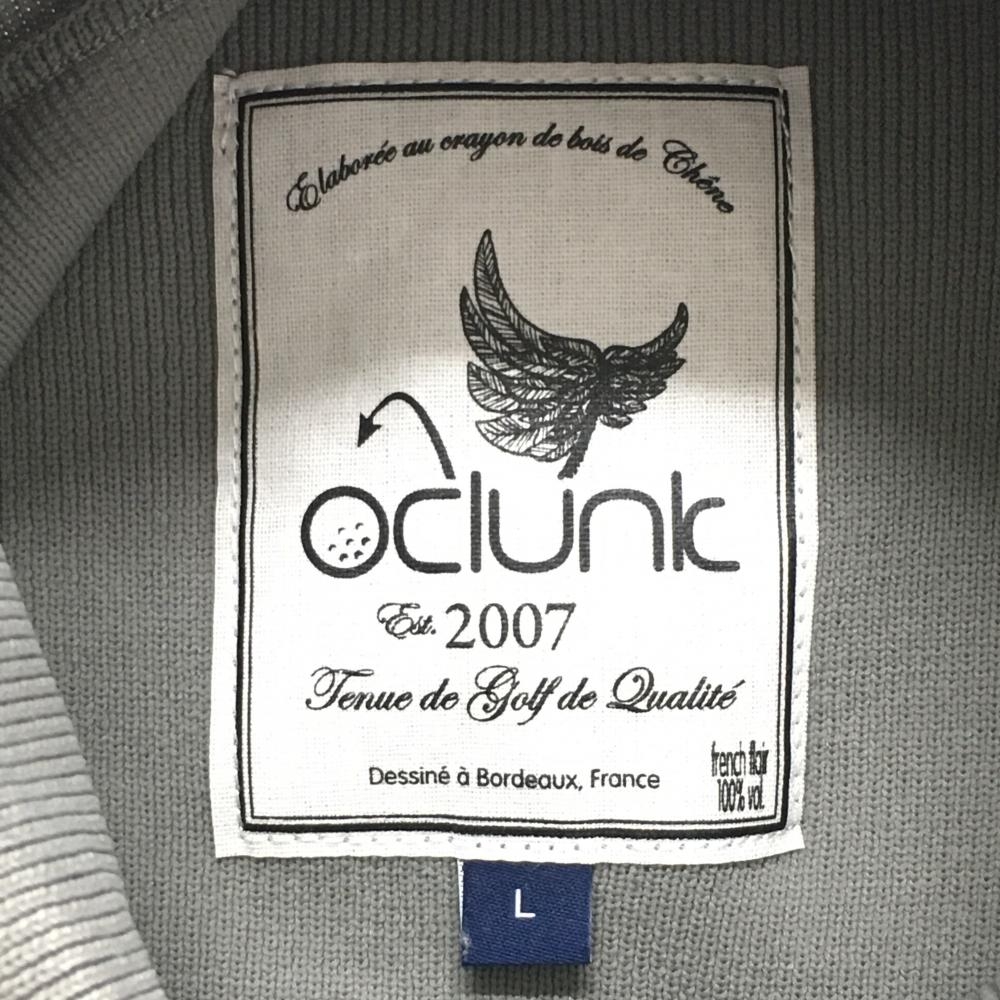 Elaborée au crayon de bois de Chêne
oclunk
Est. 2007
Tenue de Golf de Qualité
Dessiné à Bordeaux, France
french flair
100% vol.
L